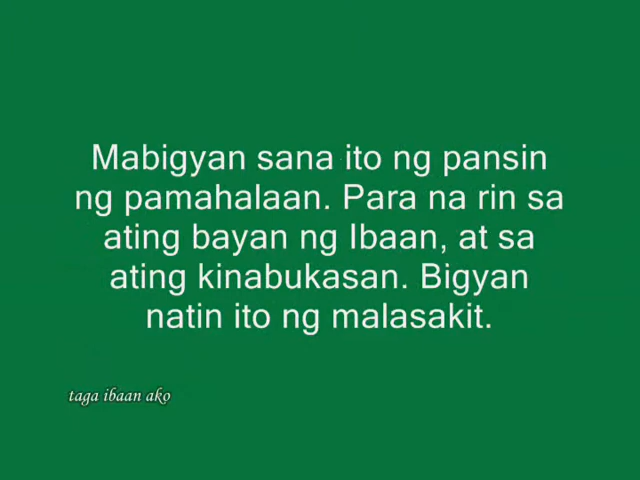 Mabigyan sana ito ng pansin
ng pamahalaan. Para na rin sa
ating bayan ng Ibaan, at sa
ating kinabukasan. Bigyan
natin ito ng malasakit.
taga ibaan ako